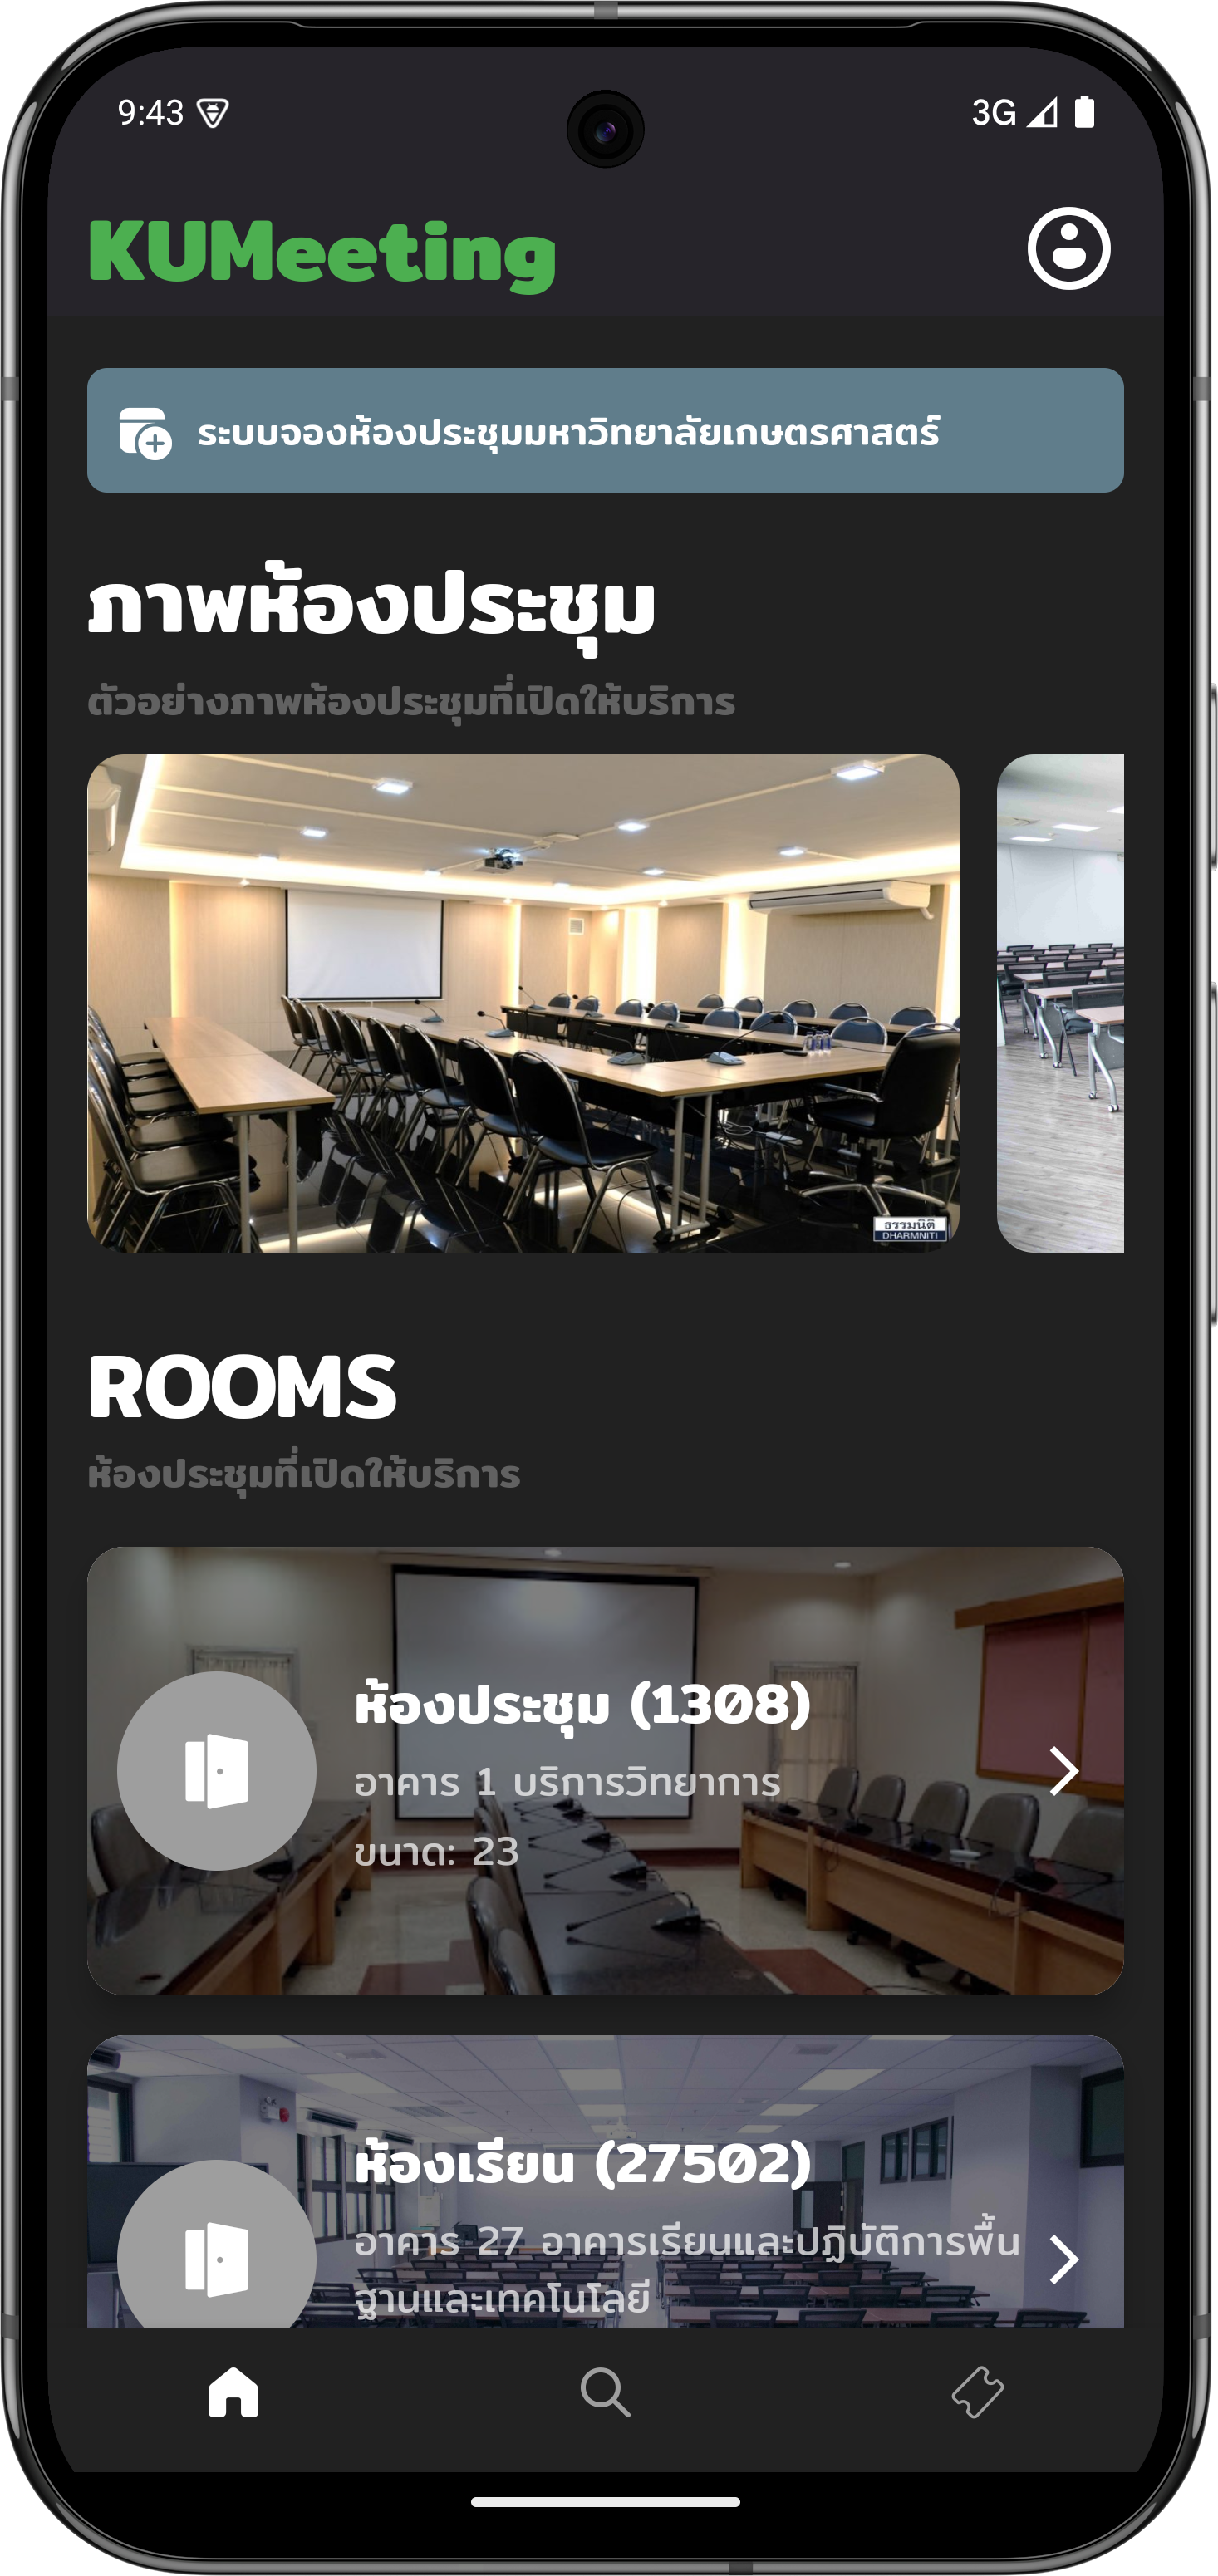 9:43
3G
KUMeeting
ระบบจองห้องประชุมมหาวิทยาลัยเกษตรศาสตร์
ภาพห้องประชุม
ตัวอย่างภาพห้องประชุมที่เปิดให้บริการ
ธรรมนิติ
DHARMNITI
ROOMS
ห้องประชุมที่เปิดให้บริการ
ห้องประชุม (1308)
อาคาร 1 บริการวิทยาการ
ขนาด: 23
ห้องเรียน (27502)
อาคาร 27 อาคารเรียนและปฏิบัติการพื้น
ฐานและเทคโนโลยี